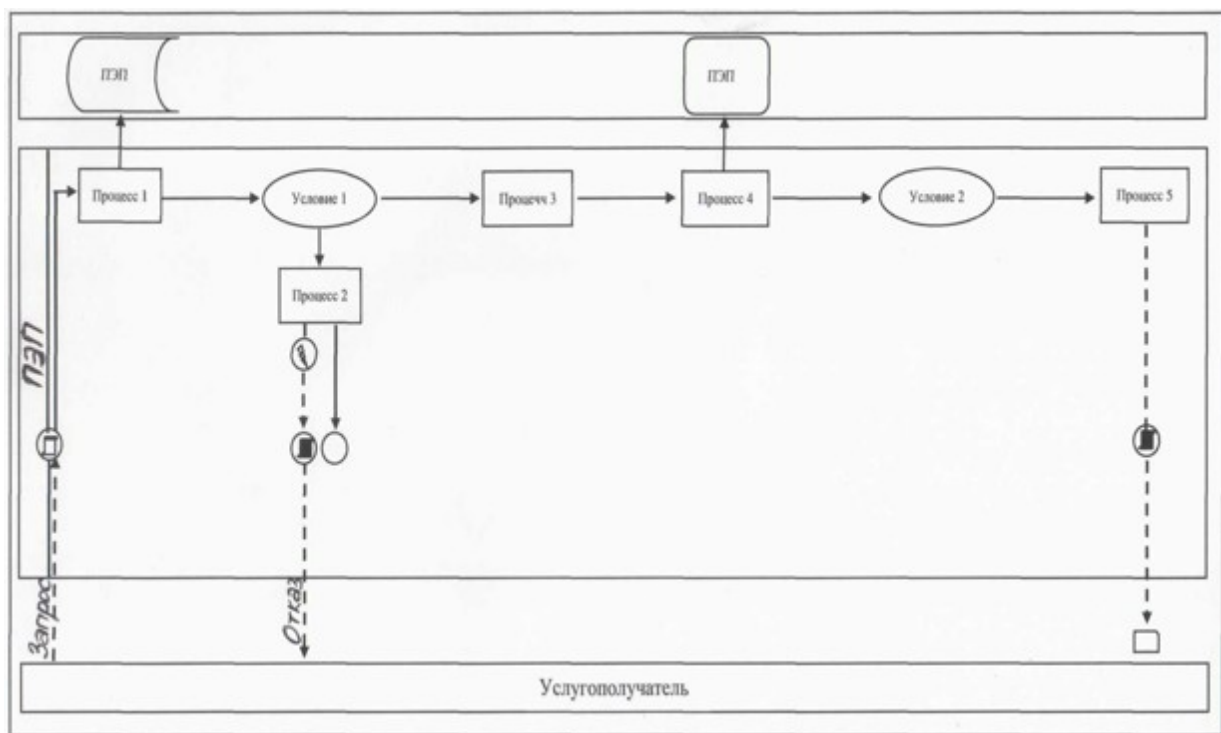 ПЭП
ПЭП
Процесс 1
Условие 1
Процечч 3
Процесс 4
Условие 2
Процесс 5
Процесс 2
ПЭП
Запрос
Отказ
Услугополучатель